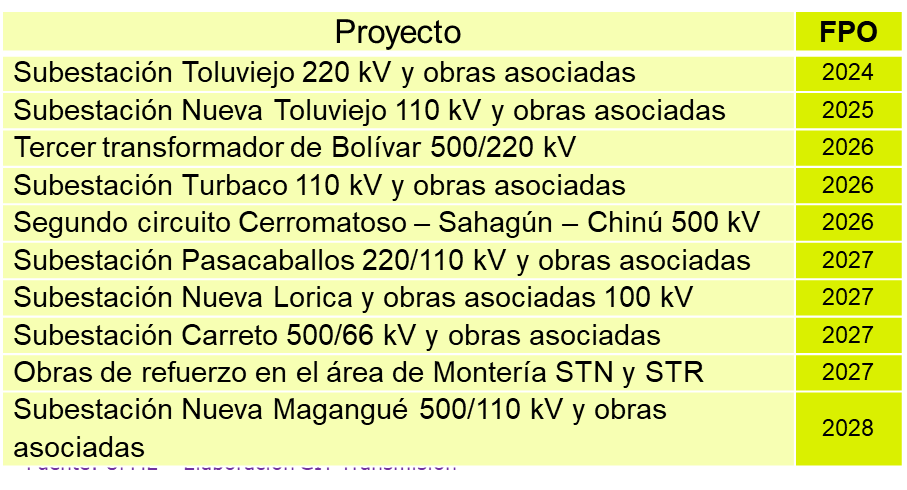 Proyecto FPO
Subestación Toluviejo 220 kV y obras asociadas 2024
Subestación Nueva Toluviejo 110 kV y obras asociadas 2025
Tercer transformador de Bolívar 500/220 kV 2026
Subestación Turbaco 110 kV y obras asociadas 2026
Segundo circuito Cerromatoso – Sahagún – Chinú 500 kV 2026
Subestación Pasacaballos 220/110 kV y obras asociadas 2027
Subestación Nueva Lorica y obras asociadas 100 kV 2027
Subestación Carreto 500/66 kV y obras asociadas 2027
Obras de refuerzo en el área de Montería STN y STR 2027
Subestación Nueva Magangué 500/110 kV y obras
asociadas 2028